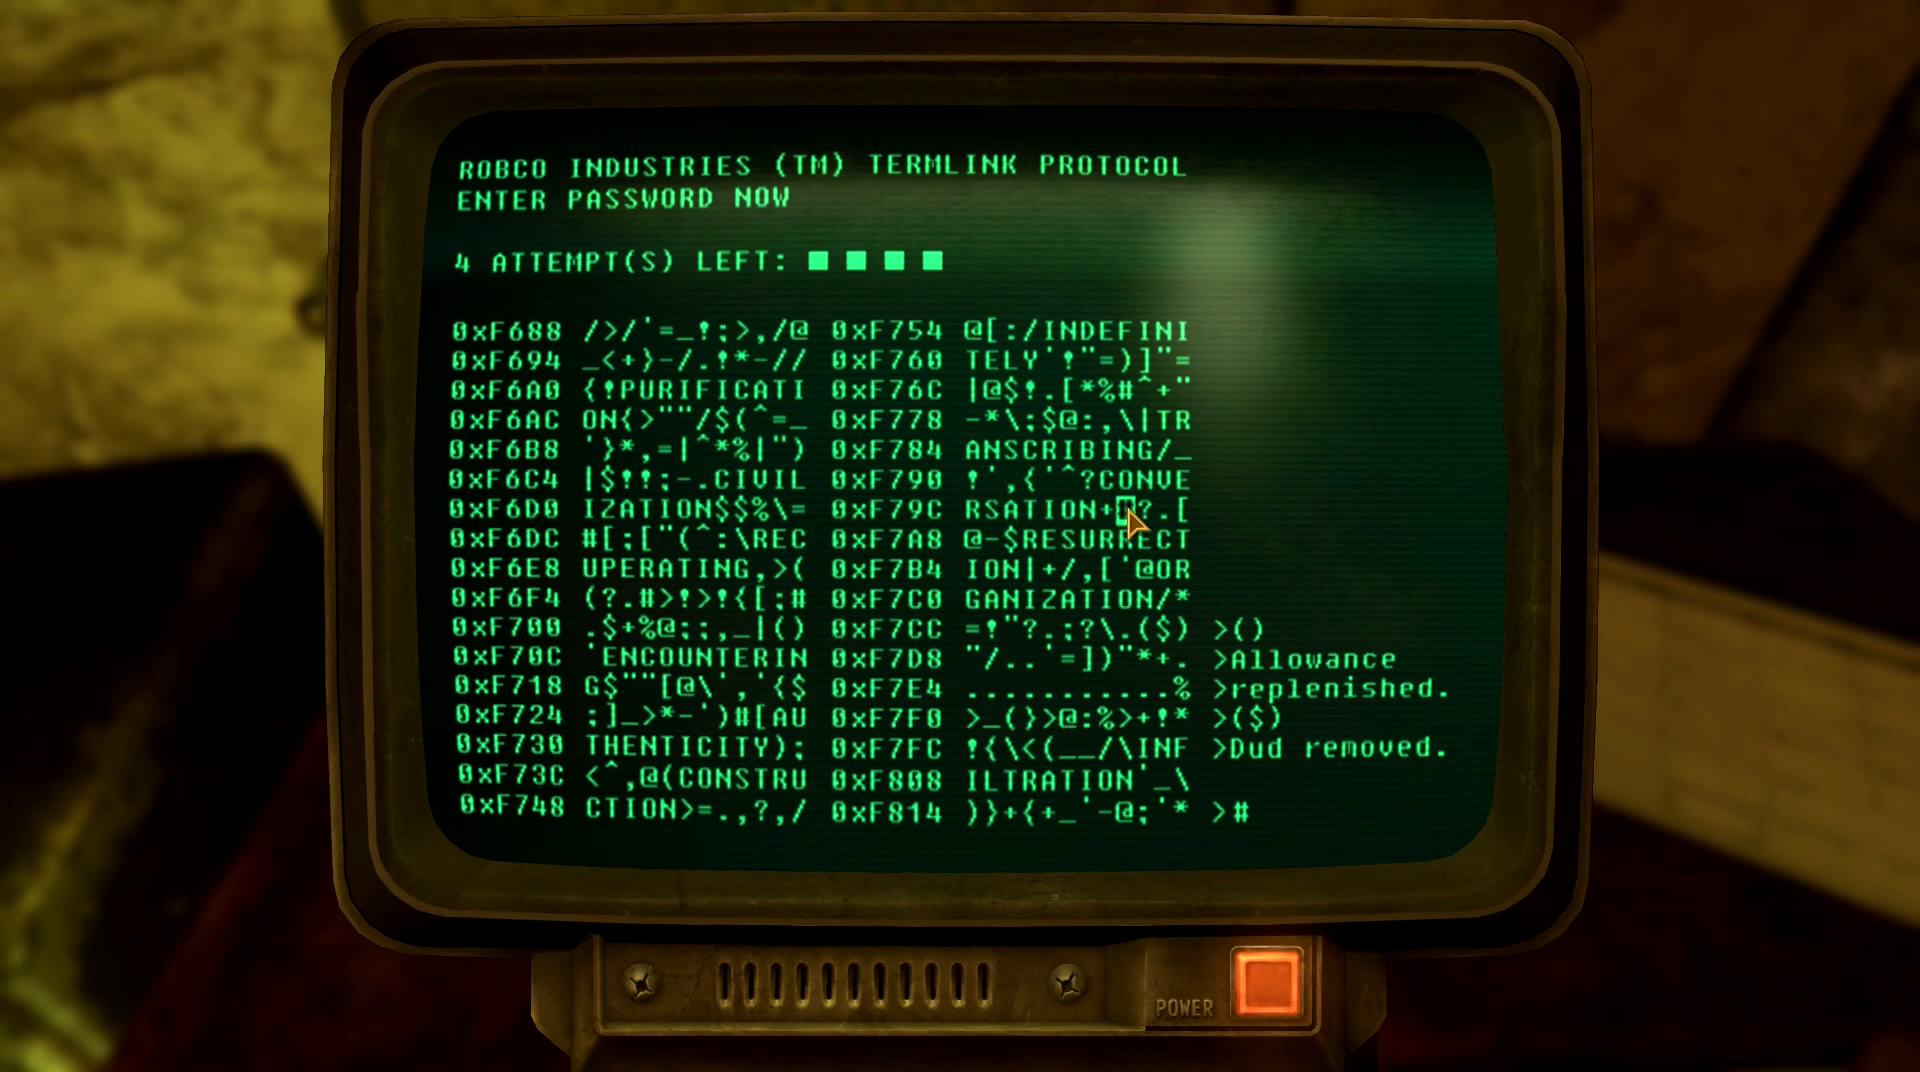 ROBCO INDUSTRIES (TM) TERMLINK PROTOCOL
ENTER PASSWORD NOW
4 ATTEMPT(S) LEFT: ■ ■ ■ ■
0xF688 />/'=_!;>,/@ 0xF754 @[:/INDEFINI
0xF694 _<+}-/.!*-// 0xF760 TELY'!"=)]"=
0xF6A0 {!PURIFICATI 0xF76C |@$!.[*%#^+"
0xF6AC ON{>""/$(^=_ 0xF778 -*\;$@:,\|TR
0xF6B8 '}*,=|^*%|") 0xF784 ANSCRIBING/_
0xF6C4 |$!!;-.CIVIL 0xF790 !',{'^?CONVE
0xF6D0 IZATION$$%\= 0xF79C RSATION+#?.[
0xF6DC #[;["(^:\REC 0xF7A8 @-$RESURRECT
0xF6E8 UPERATING,>( 0xF7B4 ION|+/,['@OR
0xF6F4 (?.#>!>!{[;# 0xF7C0 GANIZATION/*
0xF700 .$+%@;:,_|() 0xF7CC =!"?.;?\.($) >()
0xF70C 'ENCOUNTERIN 0xF7D8 "/..'=])"*+. >Allowance
0xF718 G$""[@\','{$ 0xF7E4 ...........% >replenished.
0xF724 ;]_>*-')#[AU 0xF7F0 >_(}>@:%>+!* >($)
0xF730 THENTICITY); 0xF7FC !{\<(__/\INF >Dud removed.
0xF73C <^,@(CONSTRU 0xF808 ILTRATION'_\
0xF748 CTION>=.,?,/ 0xF814 )}+{+_'-@;'* >#
POWER